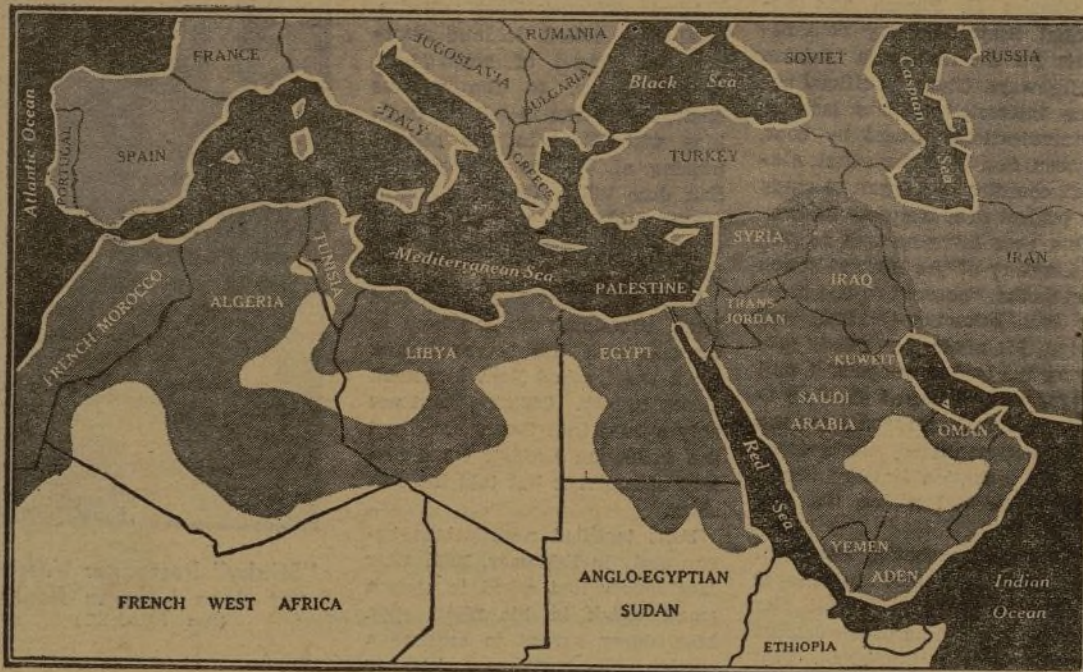 RUMANIA
FRANCE
JUGOSLAVIA
SOVIET
RUSSIA
Black Sea
Caspian
Sea
BULGARIA
ITALY
Atlantic Ocean
PORTUGAL
SPAIN
GREECE
TURKEY
SYRIA
IRAN
TUNISIA
Mediterranean Sea
PALESTINE
IRAQ
FRENCH MOROCCO
ALGERIA
TRANS
JORDAN
LIBYA
EGYPT
KUWEIT
SAUDI
ARABIA
OMAN
Red
Sea
YEMEN
ADEN
ANGLO-EGYPTIAN
SUDAN
FRENCH WEST AFRICA
Indian
Ocean
ETHIOPIA